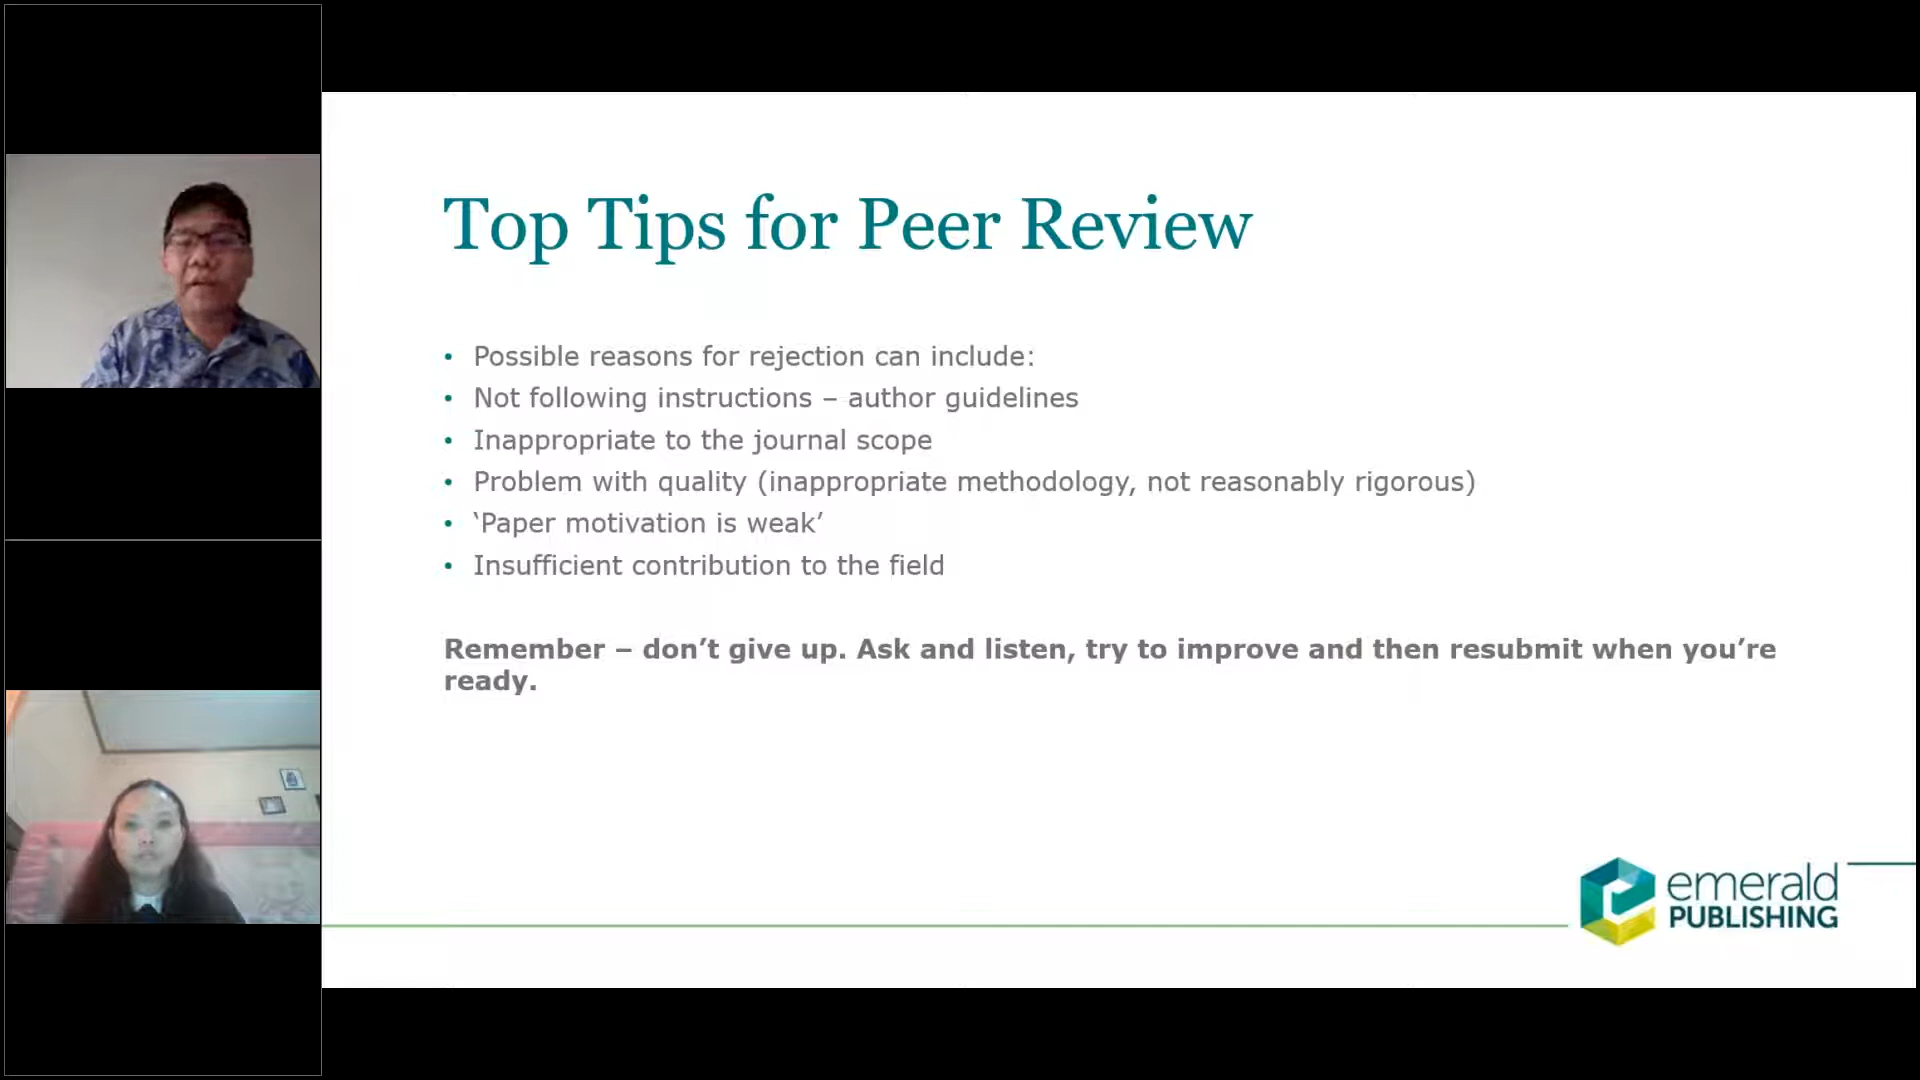 Top Tips for Peer Review
• Possible reasons for rejection can include:
• Not following instructions – author guidelines
• Inappropriate to the journal scope
• Problem with quality (inappropriate methodology, not reasonably rigorous)
• ‘Paper motivation is weak’
• Insufficient contribution to the field
Remember – don’t give up. Ask and listen, try to improve and then resubmit when you’re
ready.
emerald
PUBLISHING